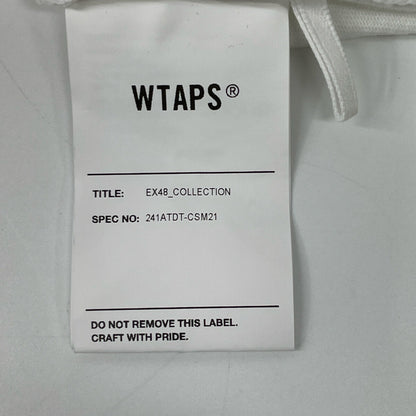 WTAPS®
TITLE: EX48_COLLECTION
SPEC NO: 241ATDT-CSM21
DO NOT REMOVE THIS LABEL.
CRAFT WITH PRIDE.